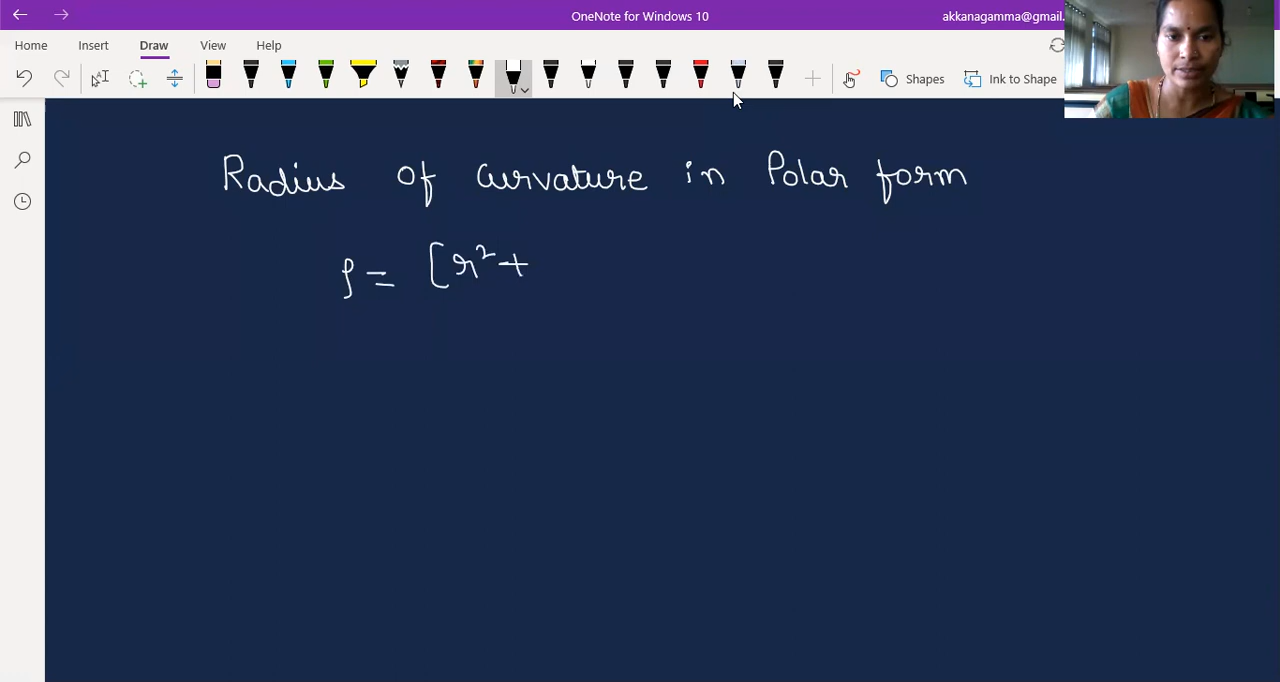 OneNote for Windows 10
akkanagamma@gmail.
Home Insert Draw View Help
Shapes Ink to Shape
Radius of curvature in Polar form
ρ = [r² +